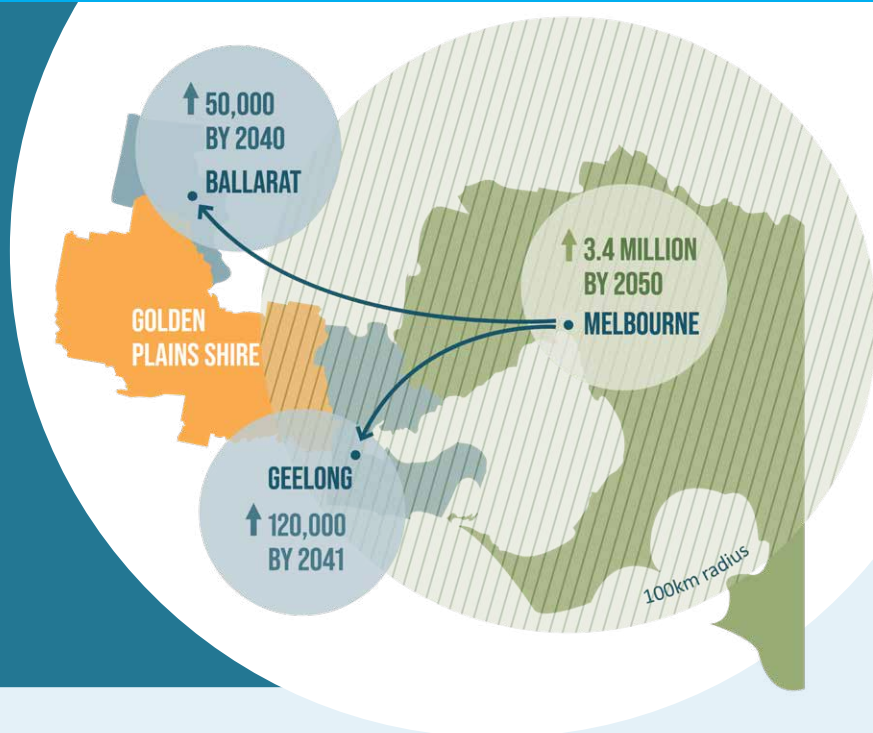 50,000
BY 2040
BALLARAT
3.4 MILLION
BY 2050
MELBOURNE
GOLDEN
PLAINS SHIRE
GEELONG
120,000
BY 2041
100km radius